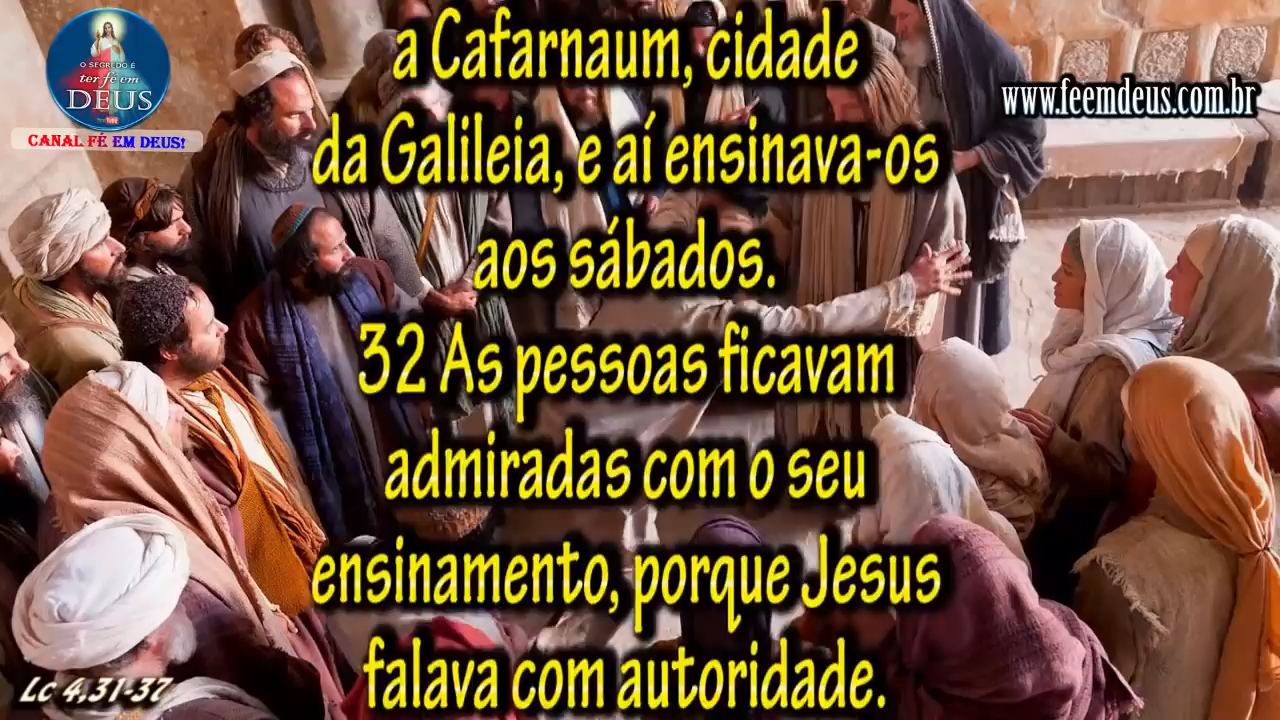 O SEGREDO É
ter fé em
DEUS
CANAL FÉ EM DEUS!
www.feemdeus.com.br
a Cafarnaum, cidade
da Galileia, e aí ensinava-os
aos sábados.
32 As pessoas ficavam
admiradas com o seu
ensinamento, porque Jesus
falava com autoridade.
Lc 4,31-37